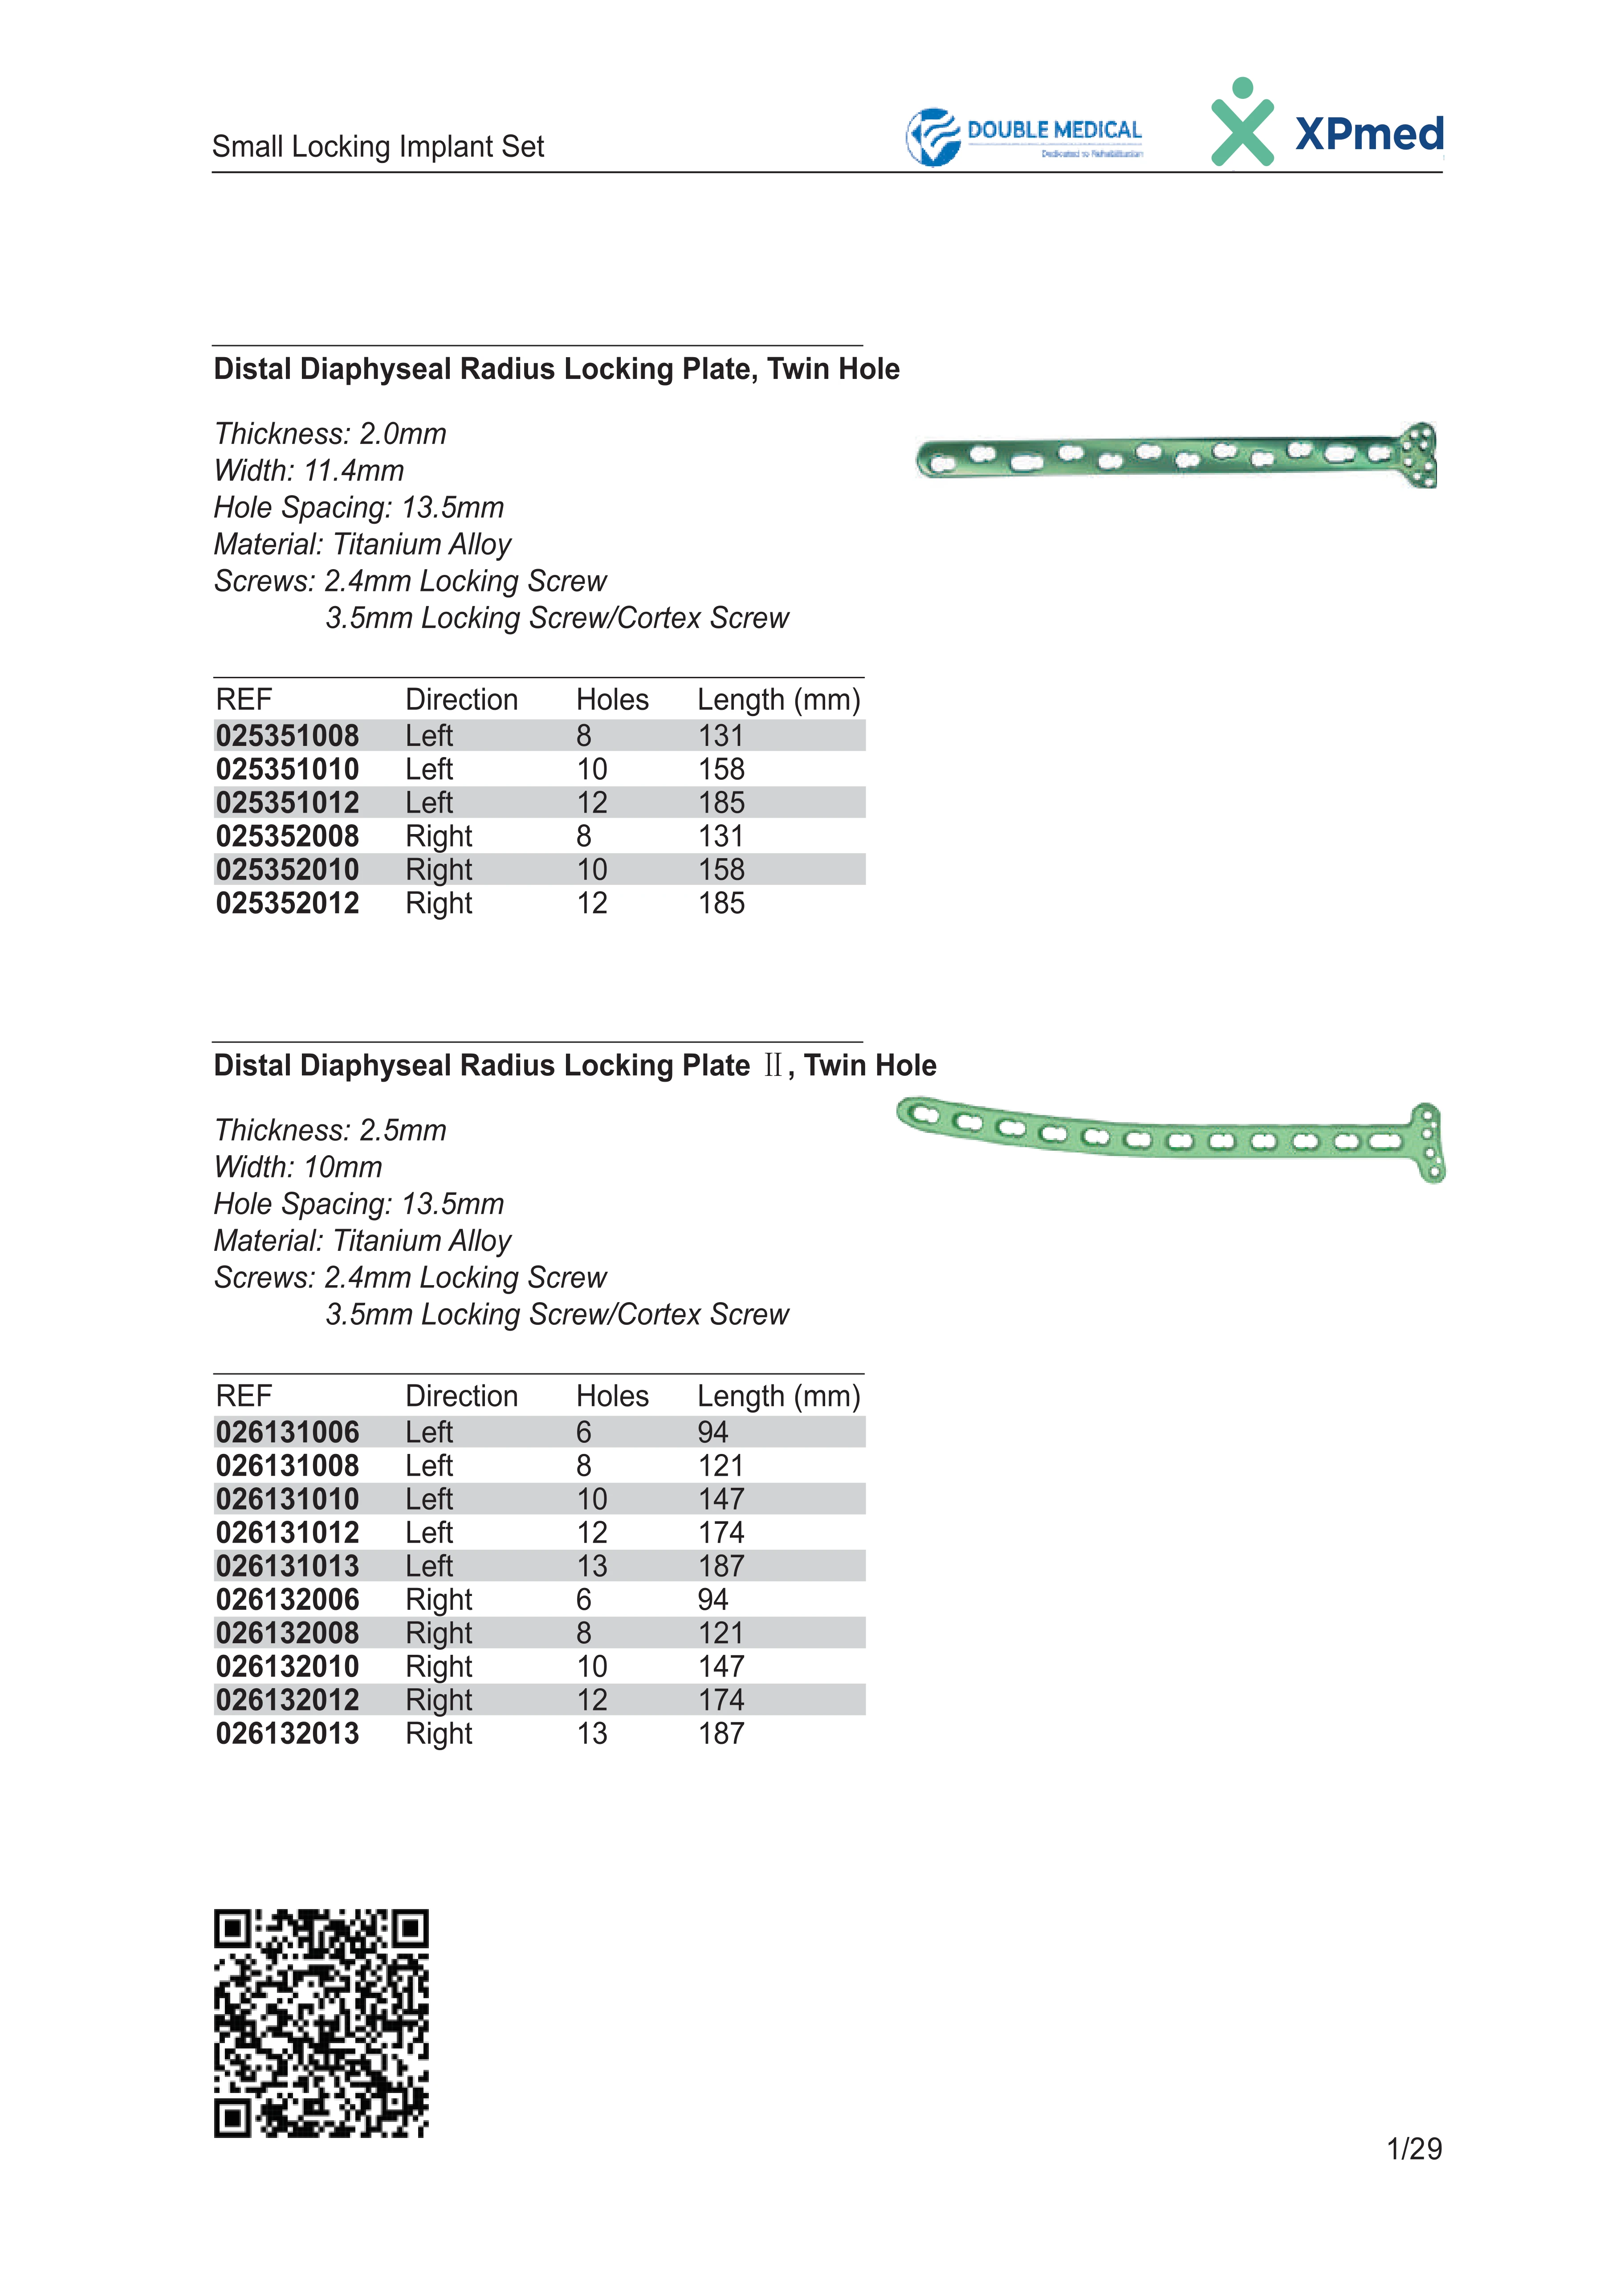 Small Locking Implant Set
DOUBLE MEDICAL
Dedicated to Rehabilitation
XPmed
Distal Diaphyseal Radius Locking Plate, Twin Hole
Thickness: 2.0mm
Width: 11.4mm
Hole Spacing: 13.5mm
Material: Titanium Alloy
Screws: 2.4mm Locking Screw
3.5mm Locking Screw/Cortex Screw
REF Direction Holes Length (mm)
025351008 Left 8 131
025351010 Left 10 158
025351012 Left 12 185
025352008 Right 8 131
025352010 Right 10 158
025352012 Right 12 185
Distal Diaphyseal Radius Locking Plate Ⅱ, Twin Hole
Thickness: 2.5mm
Width: 10mm
Hole Spacing: 13.5mm
Material: Titanium Alloy
Screws: 2.4mm Locking Screw
3.5mm Locking Screw/Cortex Screw
REF Direction Holes Length (mm)
026131006 Left 6 94
026131008 Left 8 121
026131010 Left 10 147
026131012 Left 12 174
026131013 Left 13 187
026132006 Right 6 94
026132008 Right 8 121
026132010 Right 10 147
026132012 Right 12 174
026132013 Right 13 187
1/29